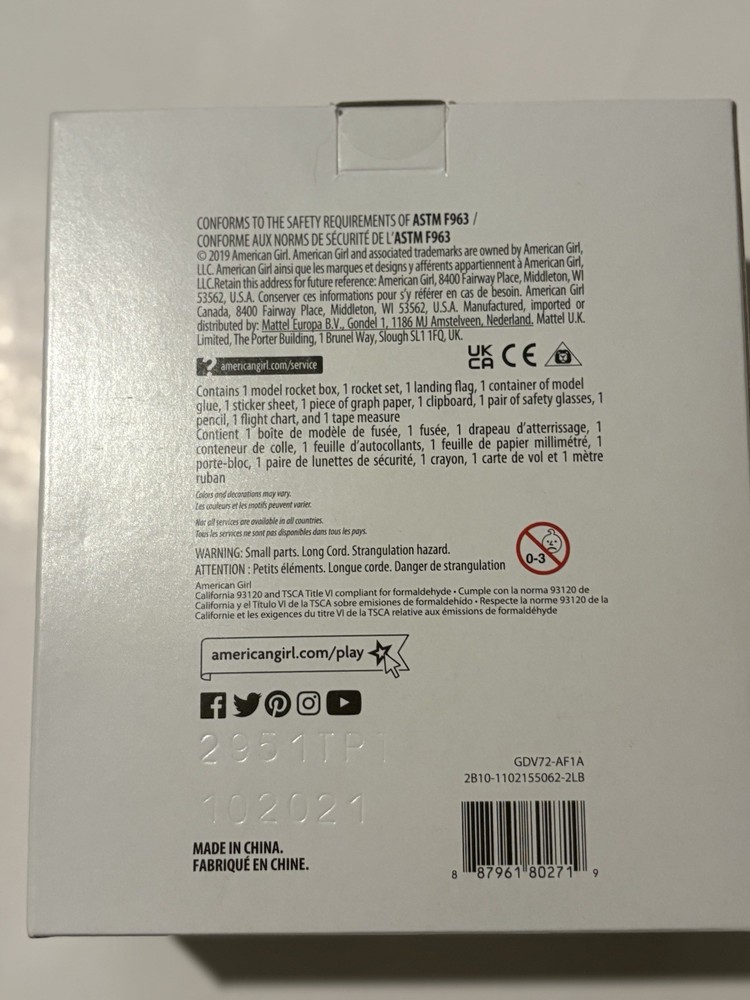 CONFORMS TO THE SAFETY REQUIREMENTS OF ASTM F963 /
CONFORME AUX NORMS DE SÉCURITÉ DE L'ASTM F963
© 2019 American Girl. American Girl and associated trademarks are owned by American Girl,
LLC. American Girl ainsi que les marques et designs y afférents appartiennent à American Girl,
LLC.Retain this address for future reference: American Girl, 8400 Fairway Place, Middleton, WI
53562, U.S.A. Conserver ces informations pour s'y référer en cas de besoin. American Girl
Canada, 8400 Fairway Place, Middleton, WI 53562, U.S.A. Manufactured, imported or
distributed by: Mattel Europa B.V., Gondel 1, 1186 MJ Amstelveen, Nederland. Mattel U.K.
Limited, The Porter Building, 1 Brunel Way, Slough SL1 1FQ, UK.
UK
CA CE
? americangirl.com/service
Contains 1 model rocket box, 1 rocket set, 1 landing flag, 1 container of model
glue, 1 sticker sheet, 1 piece of graph paper, 1 clipboard, 1 pair of safety glasses, 1
pencil, 1 flight chart, and 1 tape measure
Contient 1 boîte de modèle de fusée, 1 fusée, 1 drapeau d'atterrissage, 1
conteneur de colle, 1 feuille d'autocollants, 1 feuille de papier millimétré, 1
porte-bloc, 1 paire de lunettes de sécurité, 1 crayon, 1 carte de vol et 1 mètre
ruban
Colors and decorations may vary.
Les couleurs et les motifs peuvent varier.
Not all services are available in all countries.
Tous les services ne sont pas disponibles dans tous les pays.
WARNING: Small parts. Long Cord. Strangulation hazard.
ATTENTION : Petits éléments. Longue corde. Danger de strangulation
0-3
American Girl
California 93120 and TSCA Title VI compliant for formaldehyde • Cumple con la norma 93120 de
California y el Título VI de la TSCA sobre emisiones de formaldehído • Respecte la norme 93120 de la
Californie et les exigences du titre VI de la TSCA relative aux émissions de formaldéhyde
americangirl.com/play
2951TP1
102021
GDV72-AF1A
2B10-1102155062-2LB
MADE IN CHINA.
FABRIQUÉ EN CHINE.
8 87961 80271 9